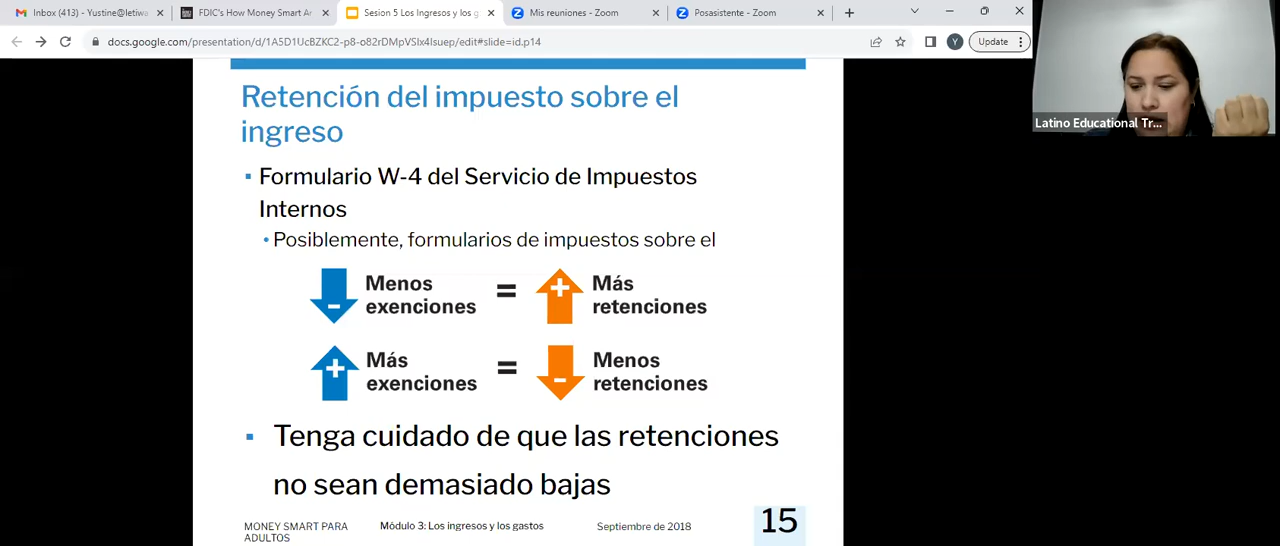 Inbox (413) - Yustine@letiwa
FDIC's How Money Smart Ar
Sesion 5 Los Ingresos y los g
Mis reuniones - Zoom
Posasistente - Zoom
docs.google.com/presentation/d/1A5D1UcBZKC2-p8-o82rDMpVSIx4Isuep/edit#slide=id.p14
Y
Update
Latino Educational Tr...
Retención del impuesto sobre el
ingreso
Formulario W-4 del Servicio de Impuestos
Internos
Posiblemente, formularios de impuestos sobre el
- Menos = + Más
exenciones retenciones
+ Más = - Menos
exenciones retenciones
Tenga cuidado de que las retenciones
no sean demasiado bajas
MONEY SMART PARA
ADULTOS
Módulo 3: Los ingresos y los gastos
Septiembre de 2018
15